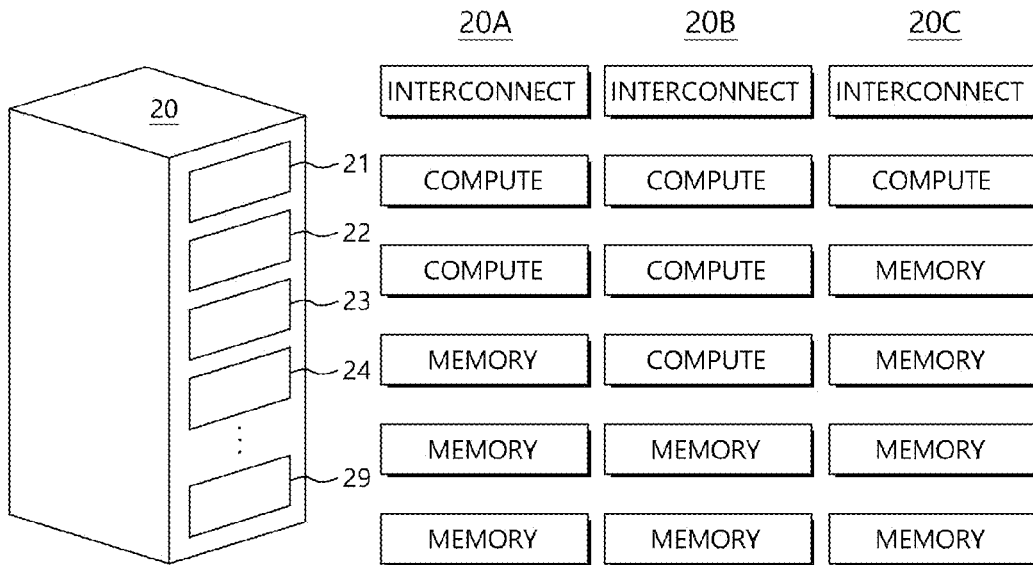 20A 20B 20C
20
INTERCONNECT INTERCONNECT INTERCONNECT
21
COMPUTE COMPUTE COMPUTE
22
COMPUTE COMPUTE MEMORY
23
MEMORY COMPUTE MEMORY
24
MEMORY MEMORY MEMORY
29
MEMORY MEMORY MEMORY